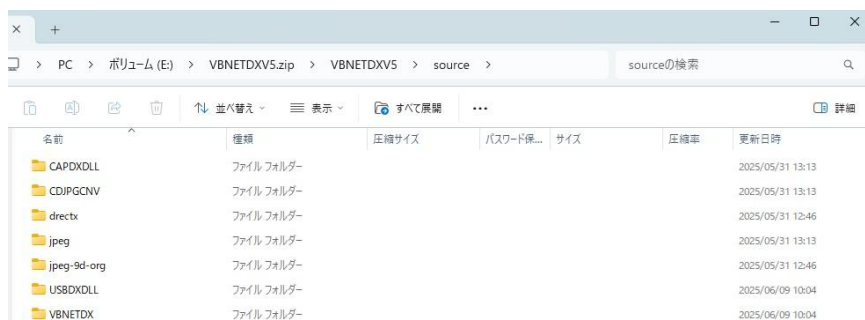 PC > ボリューム (E:) > VBNETDXV5.zip > VBNETDXV5 > source > sourceの検索
並べ替え 表示 すべて展開 ... 詳細
名前 種類 圧縮サイズ パスワード保... サイズ 圧縮率 更新日時
CAPDXDLL ファイル フォルダー 2025/05/31 13:13
CDJPGCNV ファイル フォルダー 2025/05/31 13:13
drectx ファイル フォルダー 2025/05/31 12:46
jpeg ファイル フォルダー 2025/05/31 13:13
jpeg-9d-org ファイル フォルダー 2025/05/31 12:46
USBDXDLL ファイル フォルダー 2025/06/09 10:04
VBNETDX ファイル フォルダー 2025/06/09 10:04